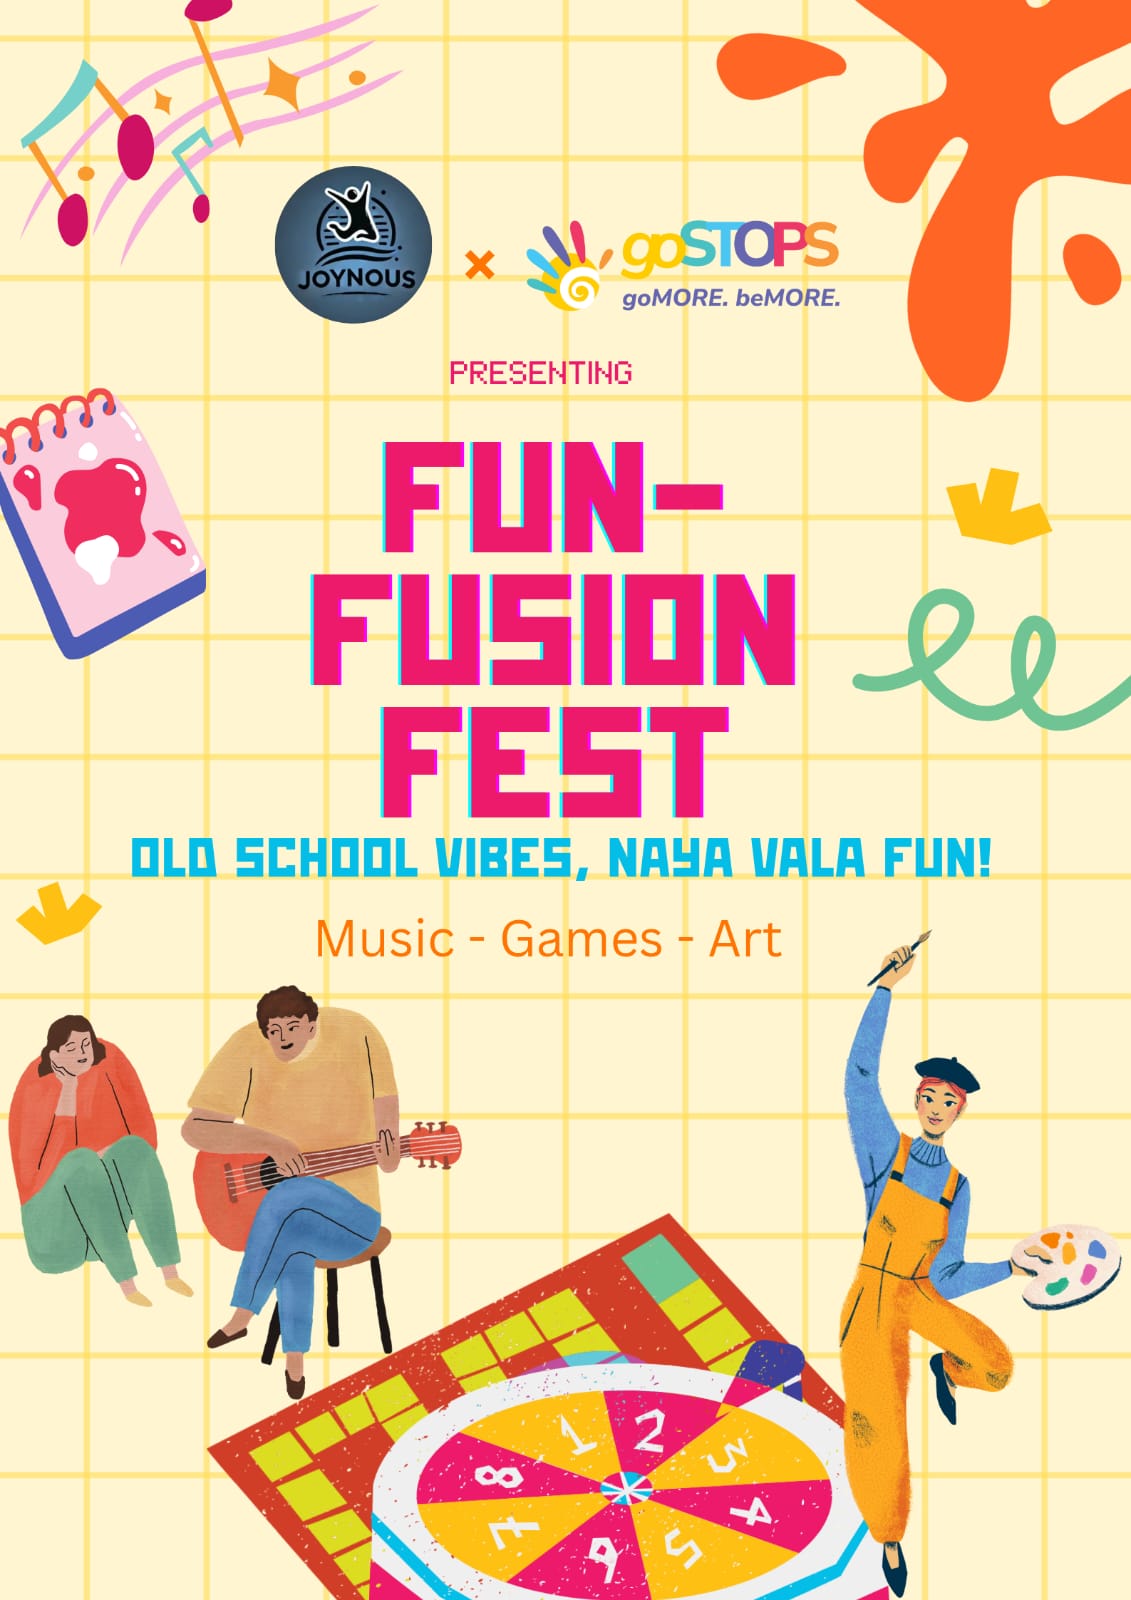 JOYNOUS
×
goSTOPS
goMORE. beMORE.
PRESENTING
FUN-
FUSION
FEST
OLD SCHOOL VIBES, NAYA VALA FUN!
Music - Games - Art
1
2
3
4
5
6
7
8